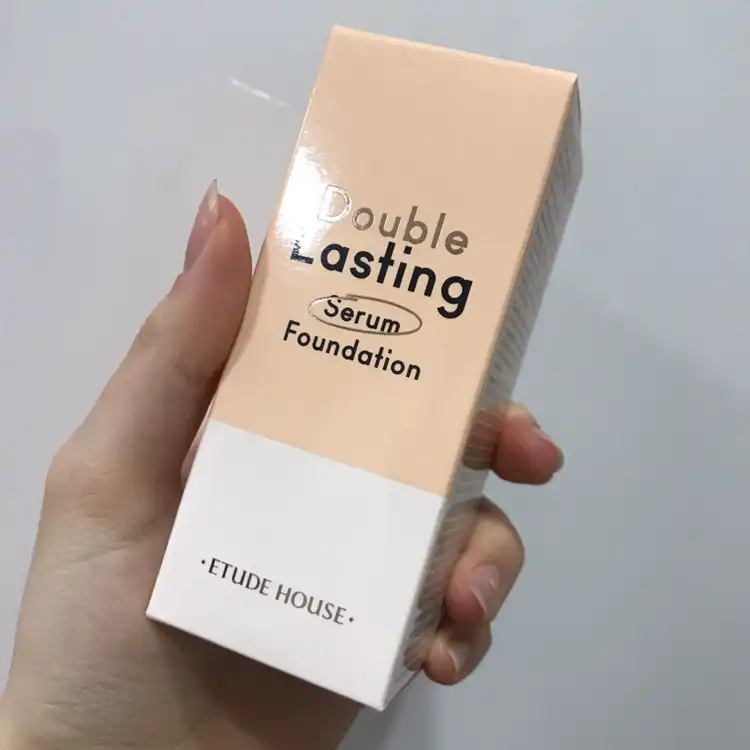 Double
Lasting
Serum
Foundation
·ETUDE HOUSE·